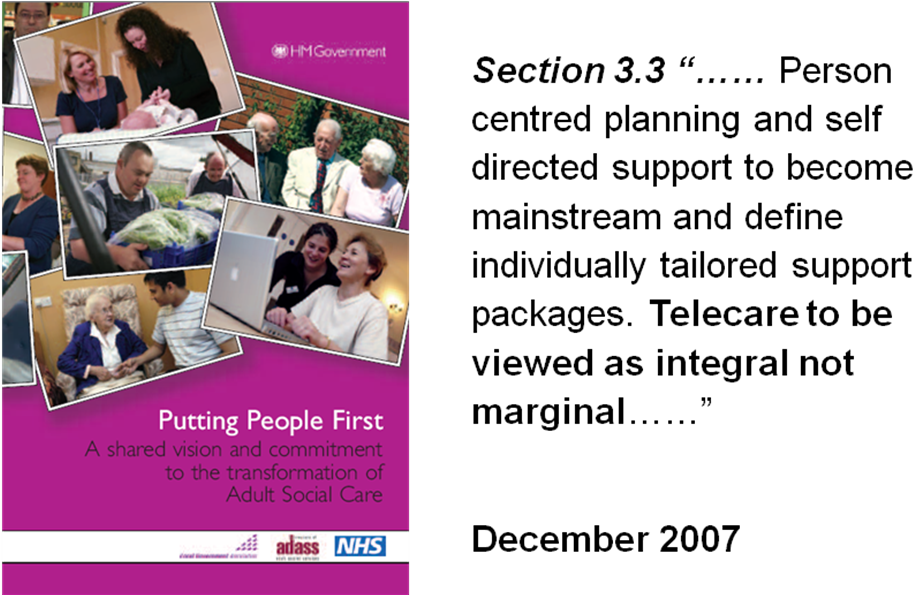 HM Government
Putting People First
A shared vision and commitment
to the transformation of
Adult Social Care
adass
NHS
Section 3.3 “…… Person
centred planning and self
directed support to become
mainstream and define
individually tailored support
packages. Telecare to be
viewed as integral not
marginal……”
December 2007